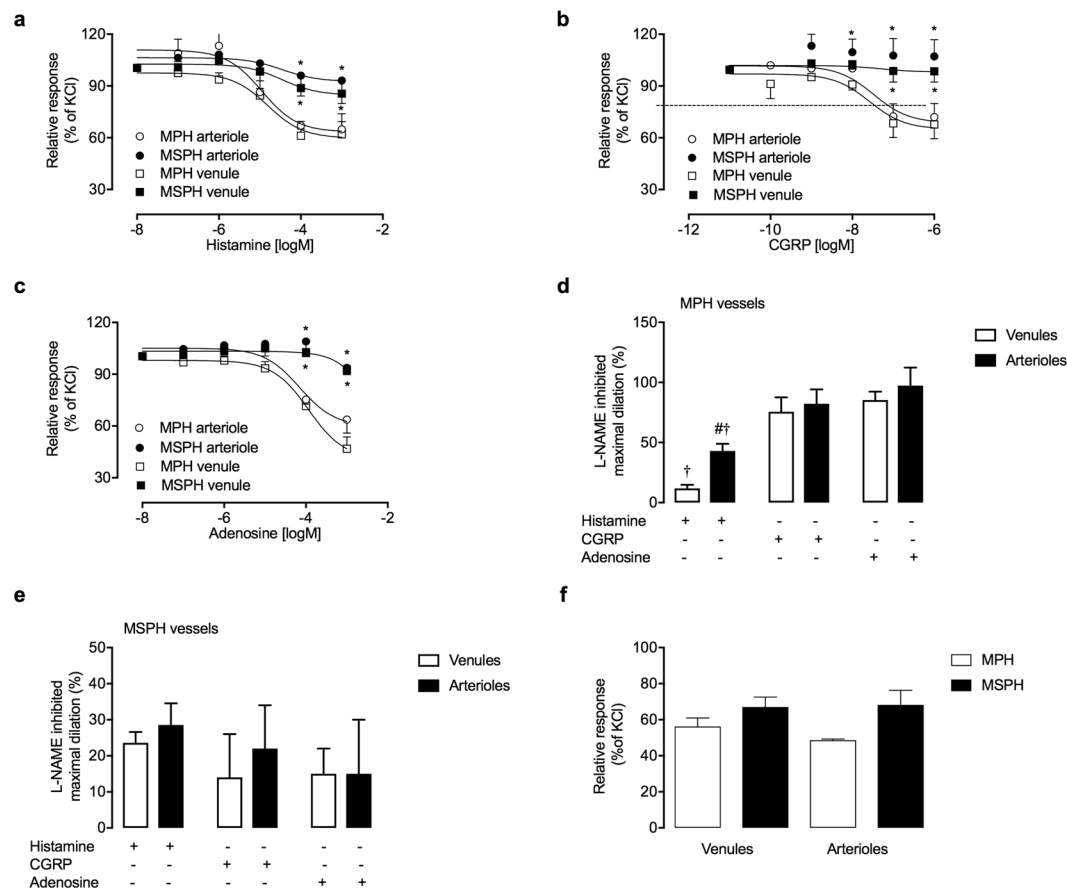 a
120
90
60
30
Relative response
(% of KCl)
* *
* *
MPH arteriole
MSPH arteriole
MPH venule
MSPH venule
-8 -6 -4 -2
Histamine [logM]
b
120
90
60
30
Relative response
(% of KCl)
* * *
* *
MPH arteriole
MSPH arteriole
MPH venule
MSPH venule
-12 -10 -8 -6
CGRP [logM]
c
120
90
60
30
Relative response
(% of KCl)
* *
* *
MPH arteriole
MSPH arteriole
MPH venule
MSPH venule
-8 -6 -4 -2
Adenosine [logM]
d
MPH vessels
150
100
50
0
L-NAME inhibited
maximal dilation (%)
† #†
Venules
Arterioles
Histamine + + - - - -
CGRP - - + + - -
Adenosine - - - - + +
e
MSPH vessels
50
40
30
20
10
0
L-NAME inhibited
maximal dilation (%)
Venules
Arterioles
Histamine + + - - - -
CGRP - - + + - -
Adenosine - - - - + +
f
100
80
60
40
20
0
Relative response
(%of KCl)
MPH
MSPH
Venules Arterioles